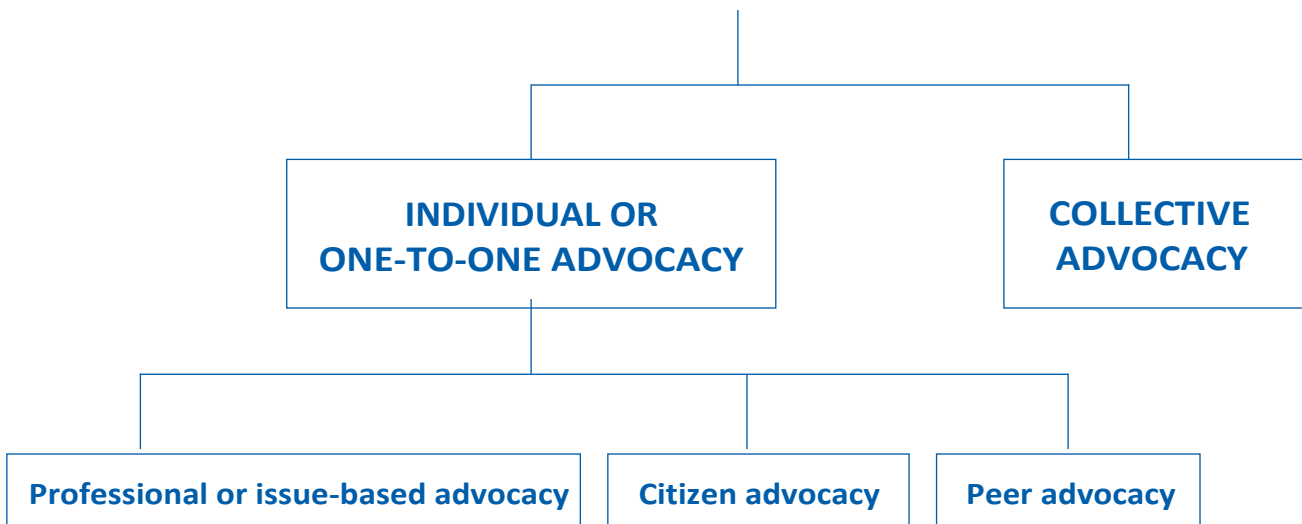 INDIVIDUAL OR
ONE-TO-ONE ADVOCACY
COLLECTIVE
ADVOCACY
Professional or issue-based advocacy
Citizen advocacy
Peer advocacy